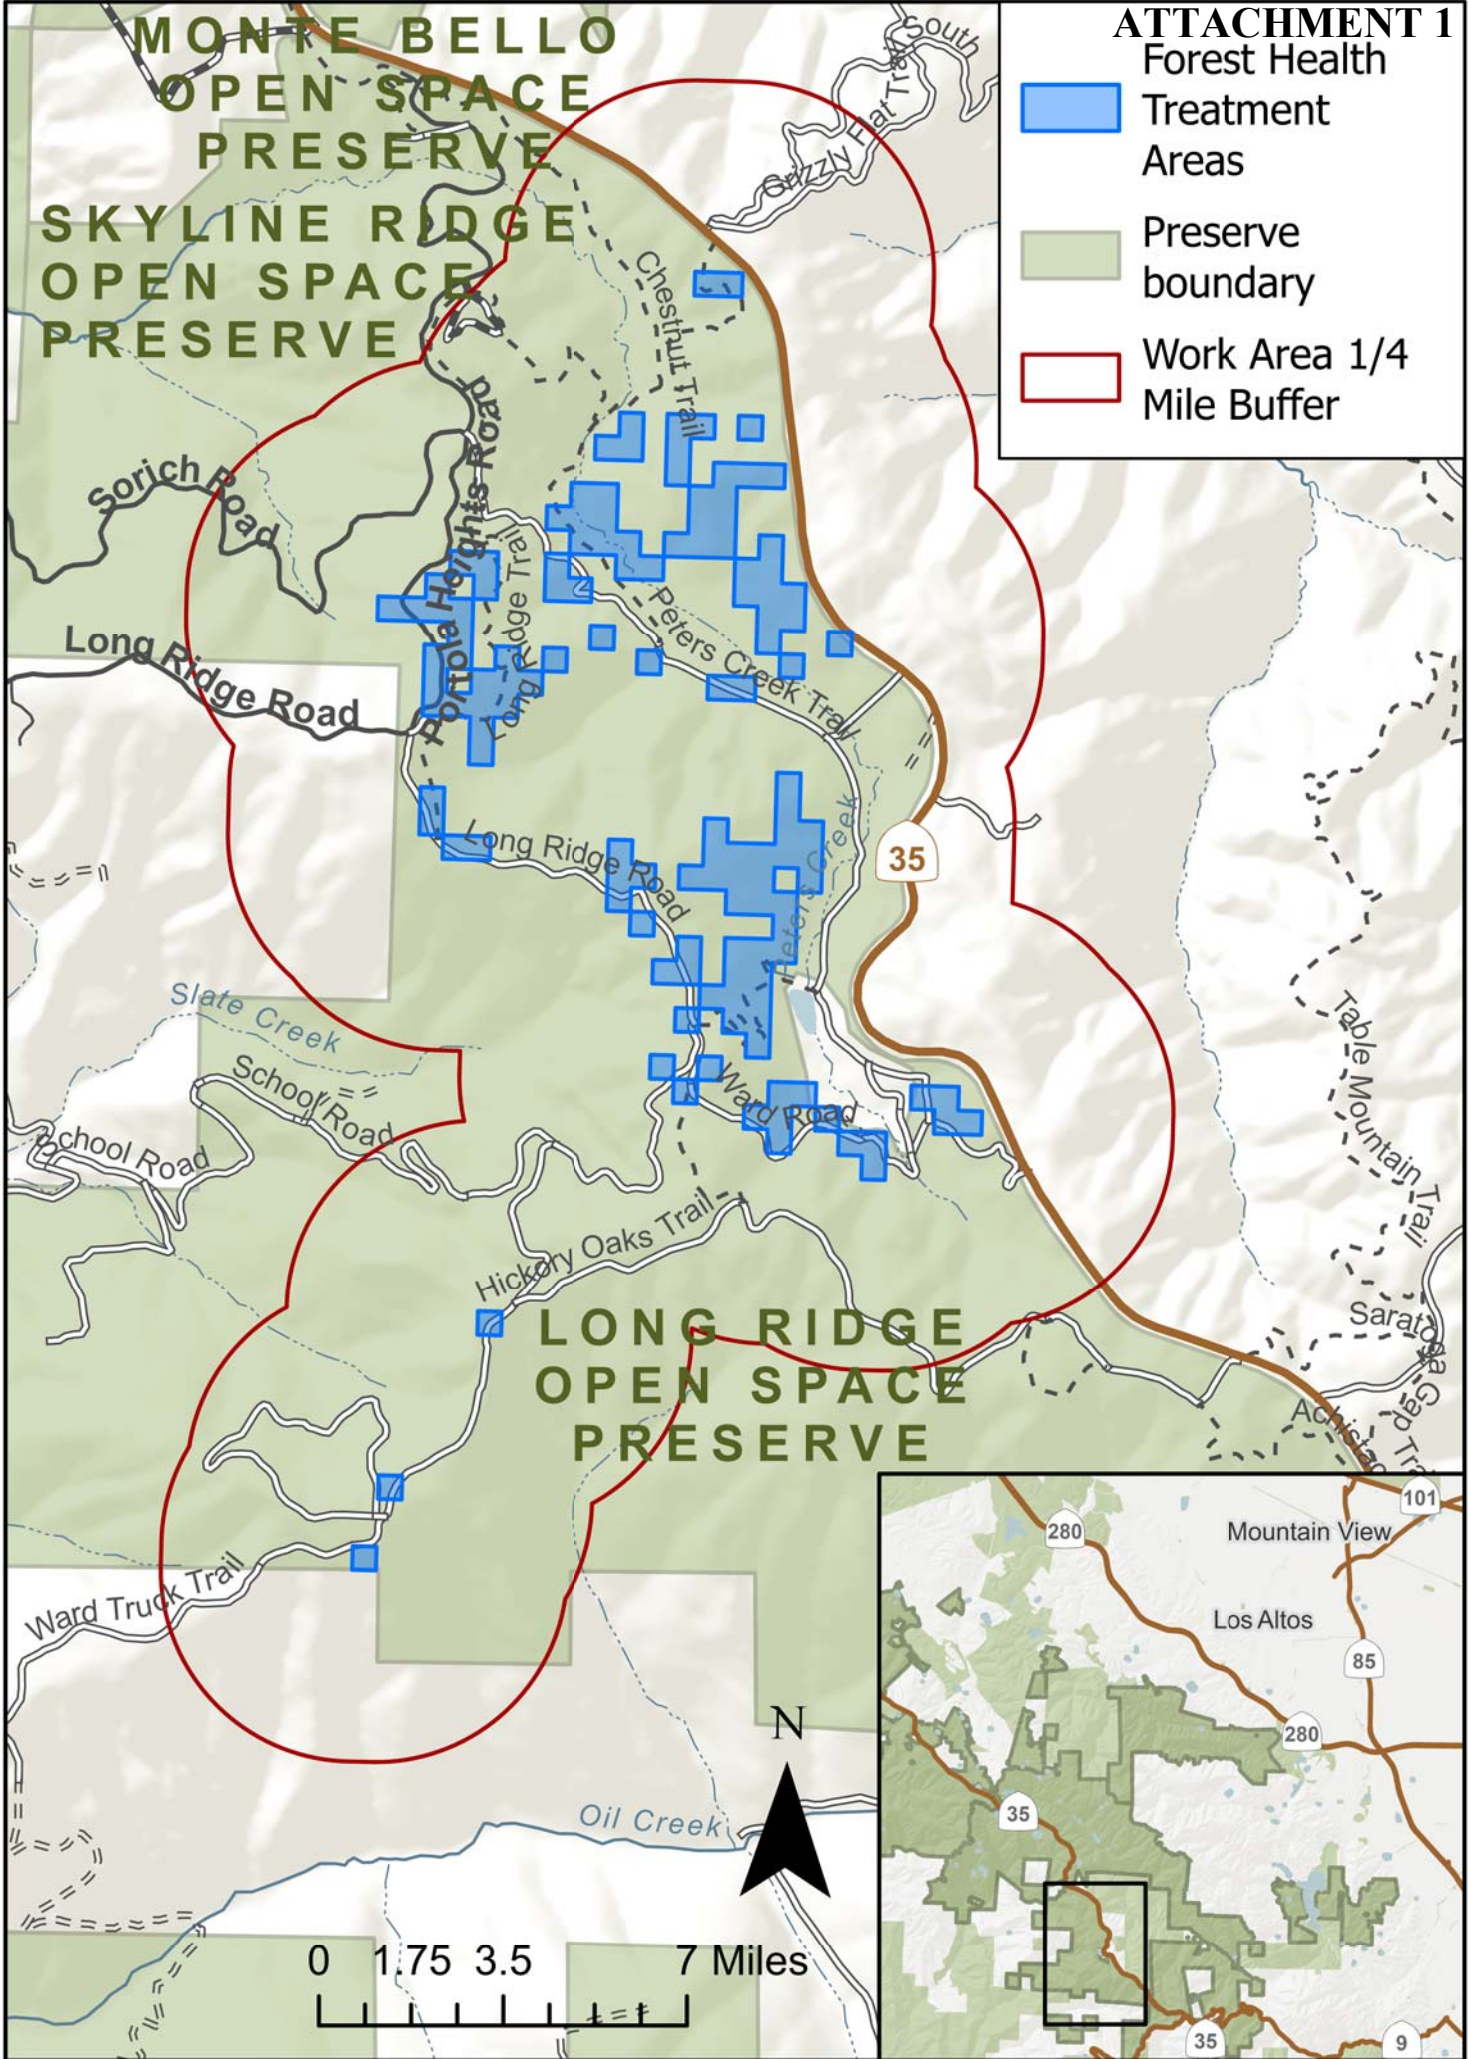 ATTACHMENT 1
Forest Health
Treatment
Areas
Preserve
boundary
Work Area 1/4
Mile Buffer
MONTE BELLO
OPEN SPACE
PRESERVE
SKYLINE RIDGE
OPEN SPACE
PRESERVE
South
Grizzly Flat Trail
Chestnut Trail
Portola Heights Road
Sorich Road
Long Ridge Trail
Peters Creek Trail
Long Ridge Road
Long Ridge Road
35
Peters Creek
Slate Creek
School Road
School Road
Ward Road
Table Mountain Trail
Hickory Oaks Trail
LONG RIDGE
OPEN SPACE
PRESERVE
Saratoga Gap Tra
Achistac
Ward Truck Trail
N
Oil Creek
0 1.75 3.5 7 Miles
101
280
Mountain View
Los Altos
85
280
35
35
9